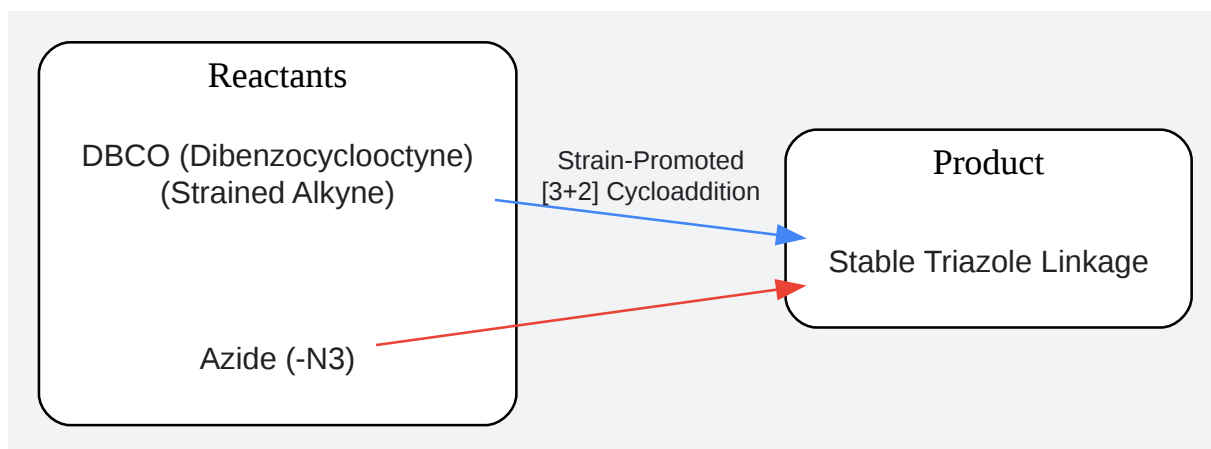 Reactants
DBCO (Dibenzocyclooctyne)
(Strained Alkyne)
Azide (-N3)
Strain-Promoted
[3+2] Cycloaddition
Product
Stable Triazole Linkage